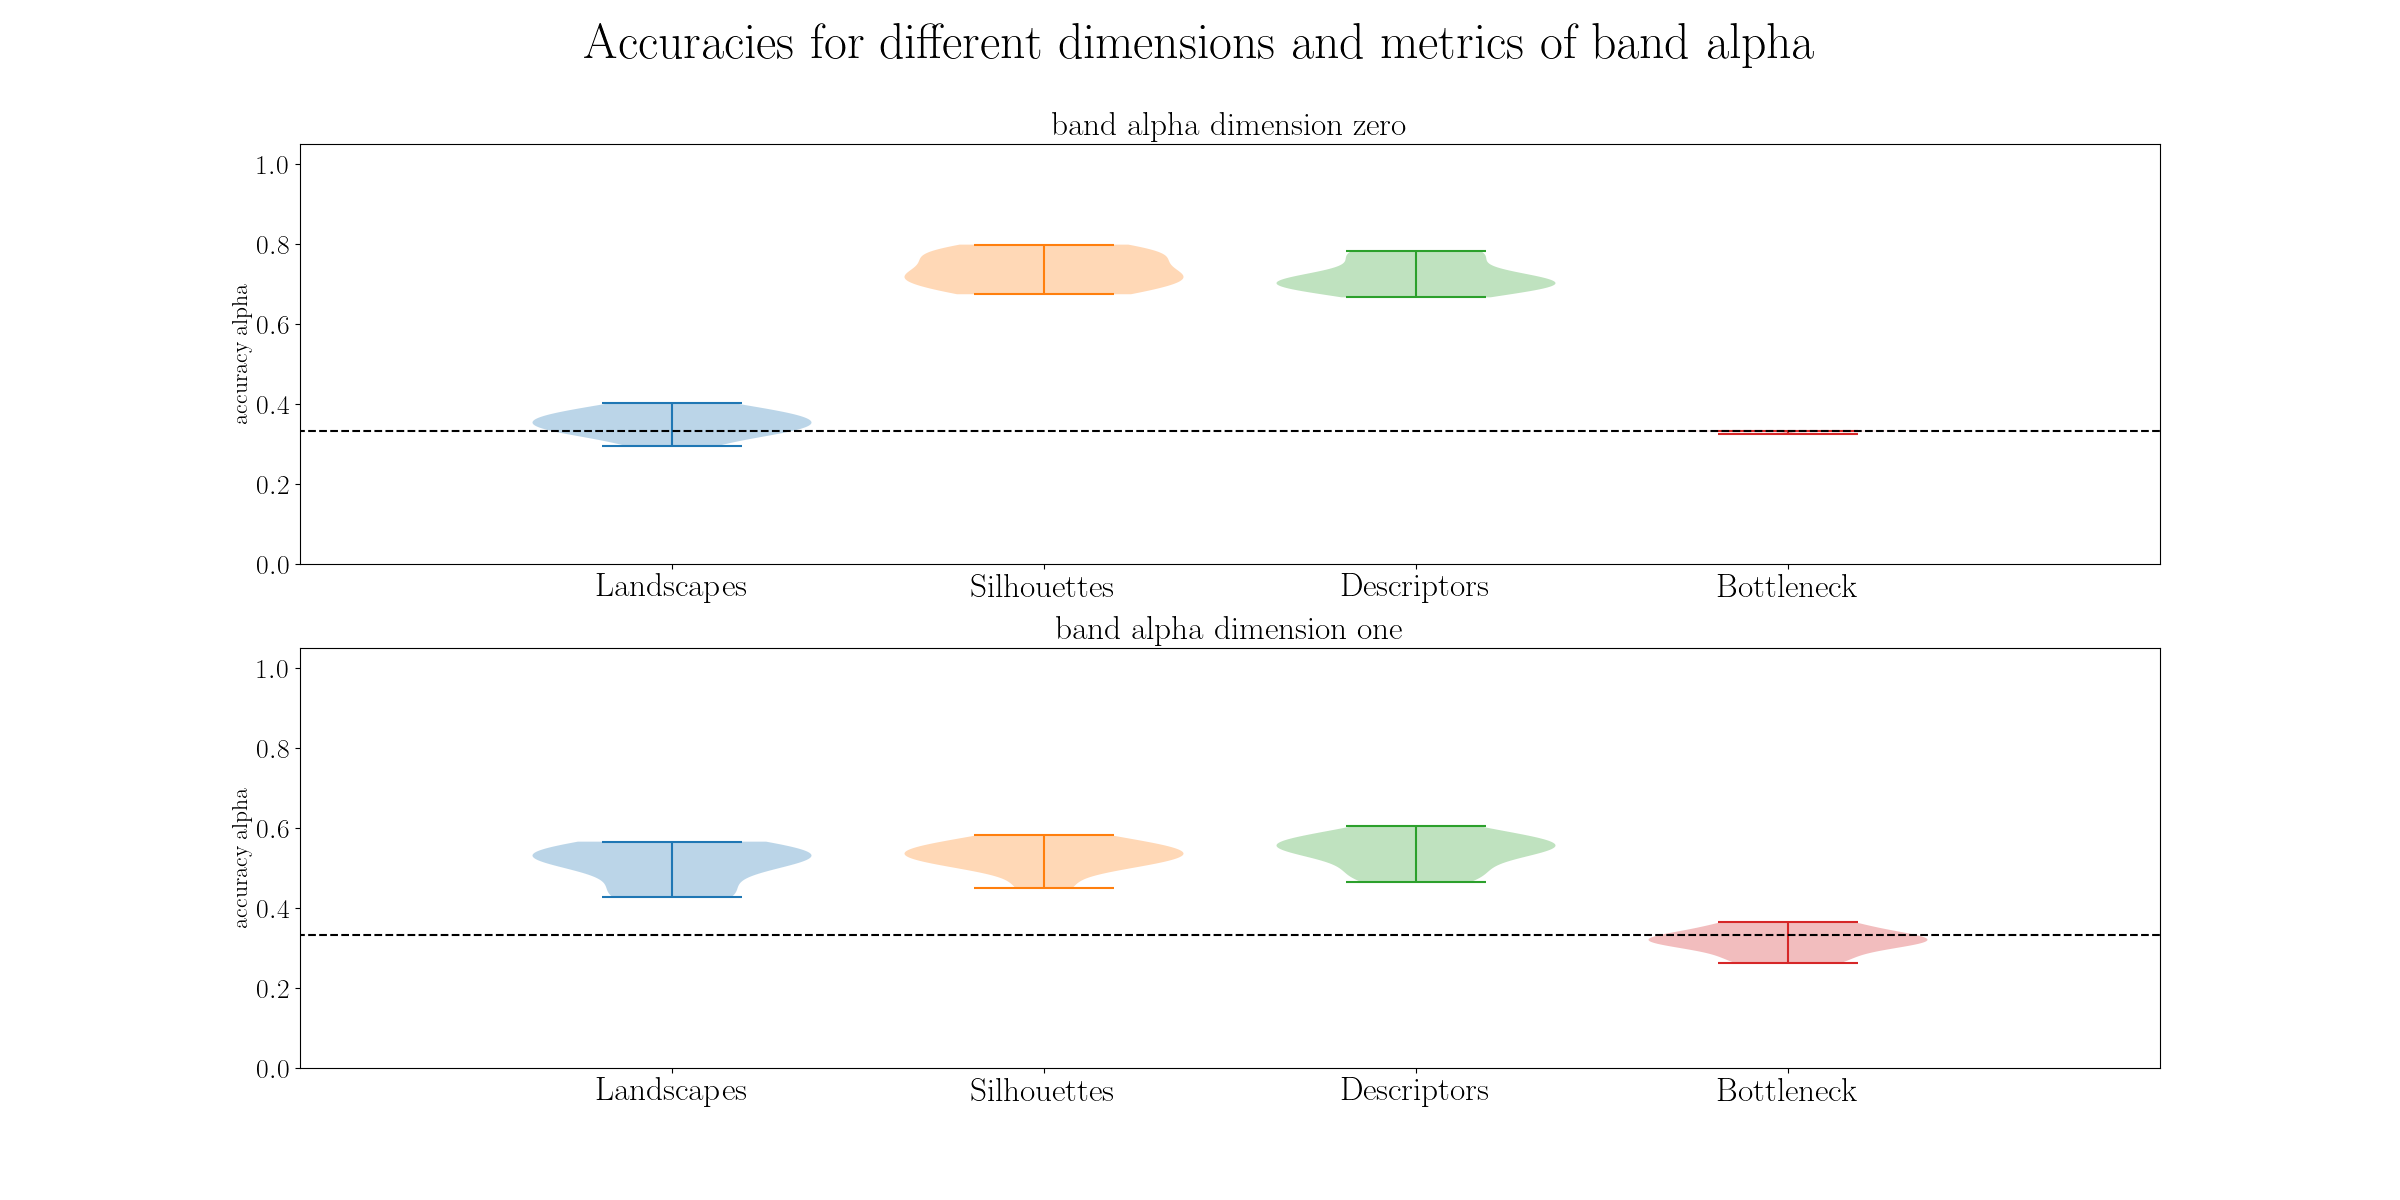 Accuracies for different dimensions and metrics of band alpha
band alpha dimension zero
accuracy alpha
1.0
0.8
0.6
0.4
0.2
0.0
Landscapes Silhouettes Descriptors Bottleneck
band alpha dimension one
accuracy alpha
1.0
0.8
0.6
0.4
0.2
0.0
Landscapes Silhouettes Descriptors Bottleneck